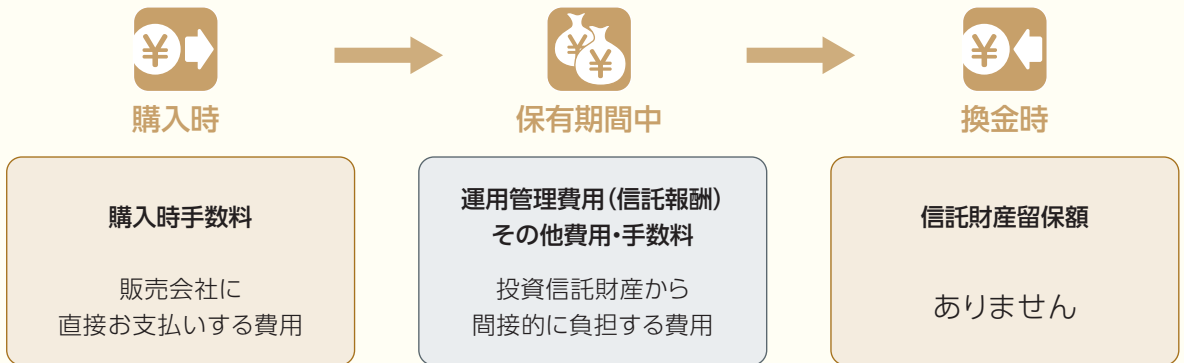 購入時
保有期間中
換金時
購入時手数料
販売会社に
直接お支払いする費用
運用管理費用(信託報酬)
その他費用・手数料
投資信託財産から
間接的に負担する費用
信託財産留保額
ありません